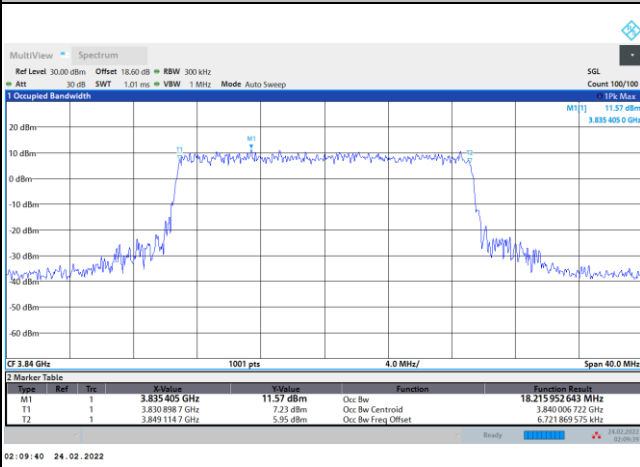 MultiView Spectrum
Ref Level 30.00 dBm Offset 18.60 dB RBW 300 kHz SGL
Att 30 dB SWT 1.01 ms VBW 1 MHz Mode Auto Sweep Count 100/100
1 Occupied Bandwidth 1Pk Max
M1[1] 11.57 dBm
3.835 405 0 GHz
20 dBm
M1
T1
T2
10 dBm
0 dBm
-10 dBm
-20 dBm
-30 dBm
-40 dBm
-50 dBm
-60 dBm
CF 3.84 GHz 1001 pts 4.0 MHz/ Span 40.0 MHz
2 Marker Table
Type Ref Trc X-Value Y-Value Function Function Result
M1 1 3.835405 GHz 11.57 dBm Occ Bw 18.215952643 MHz
T1 1 3.830 898 7 GHz 7.23 dBm Occ Bw Centroid 3.840 006 722 GHz
T2 1 3.849 114 7 GHz 5.95 dBm Occ Bw Freq Offset 6.721 869 575 kHz
Ready 24.02.2022
02:09:39
02:09:40 24.02.2022